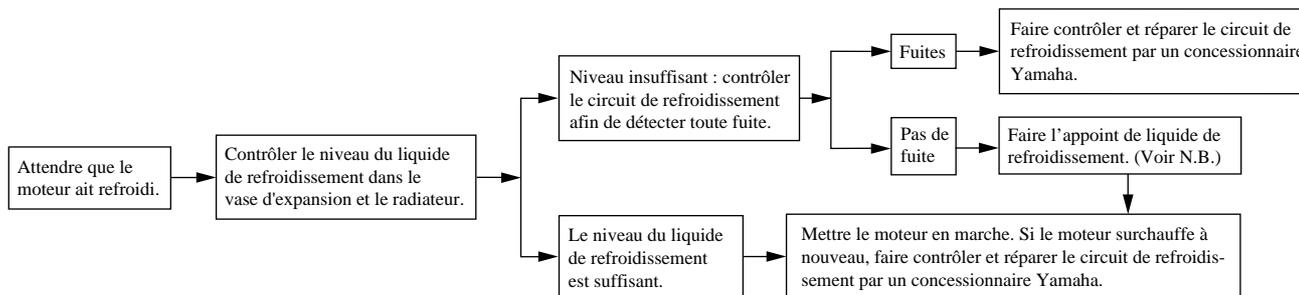 Attendre que le
moteur ait refroidi.
Contrôler le niveau du liquide
de refroidissement dans le
vase d'expansion et le radiateur.
Niveau insuffisant : contrôler
le circuit de refroidissement
afin de détecter toute fuite.
Fuites
Faire contrôler et réparer le circuit de
refroidissement par un concessionnaire
Yamaha.
Pas de
fuite
Faire l’appoint de liquide de
refroidissement. (Voir N.B.)
Le niveau du liquide
de refroidissement
est suffisant.
Mettre le moteur en marche. Si le moteur surchauffe à
nouveau, faire contrôler et réparer le circuit de refroidis-
sement par un concessionnaire Yamaha.